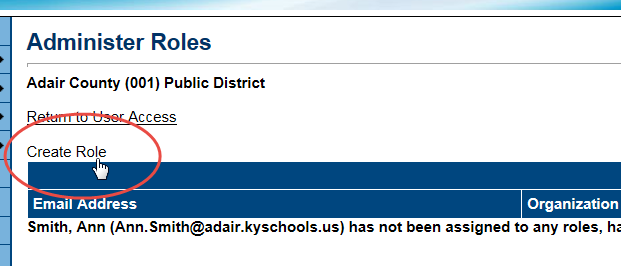 Administer Roles
Adair County (001) Public District
Return to User Access
Create Role
Email Address Organization
Smith, Ann (Ann.Smith@adair.kyschools.us) has not been assigned to any roles, ha